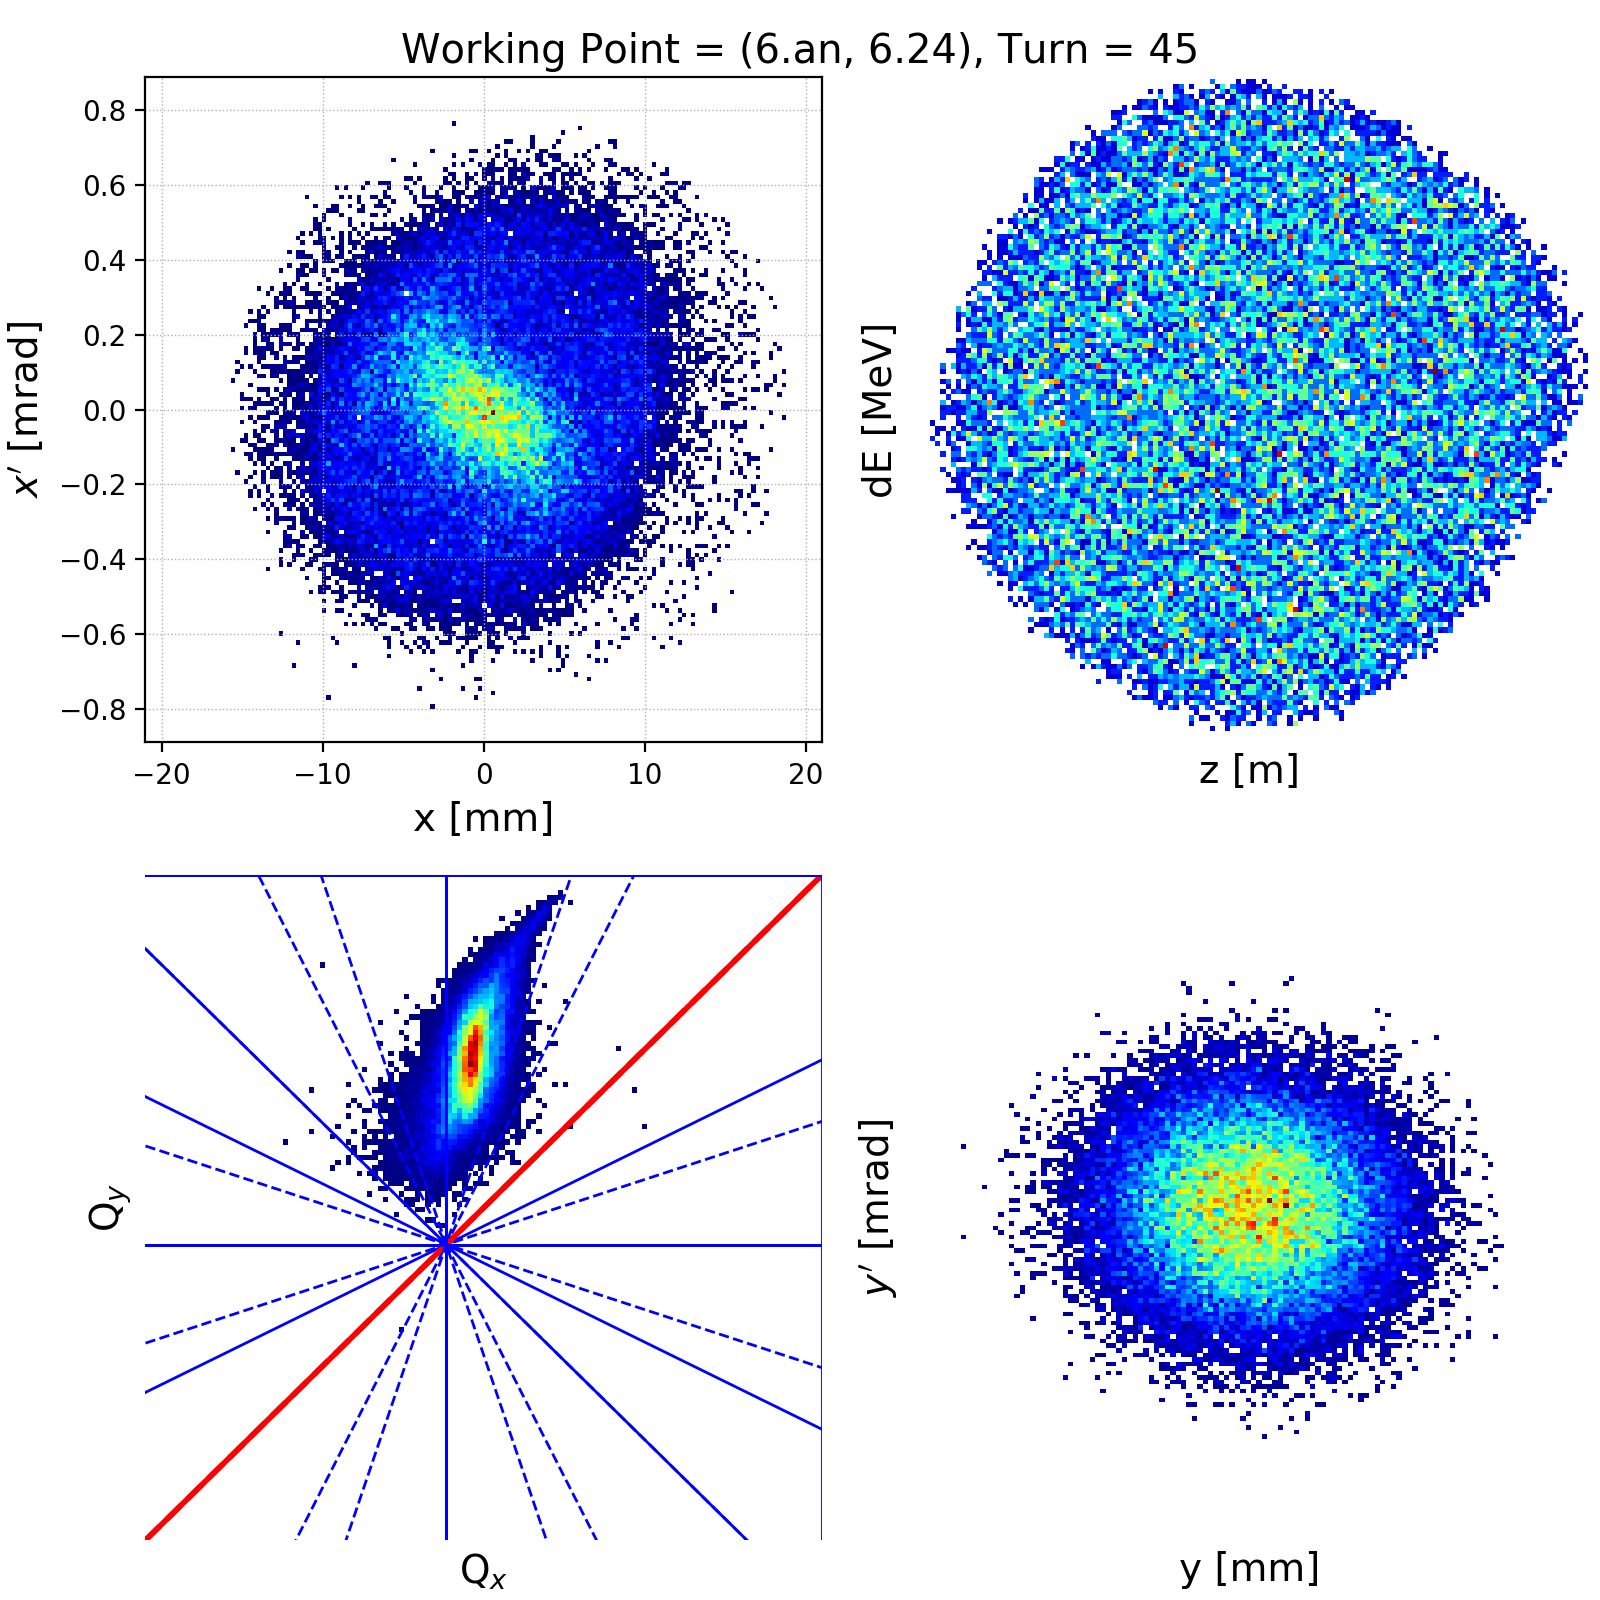 Working Point = (6.an, 6.24), Turn = 45
0.8
0.6
0.4
0.2
0.0
−0.2
−0.4
−0.6
−0.8
x′ [mrad]
−20 −10 0 10 20
x [mm]
dE [MeV]
z [m]
Qy
Qx
y′ [mrad]
y [mm]